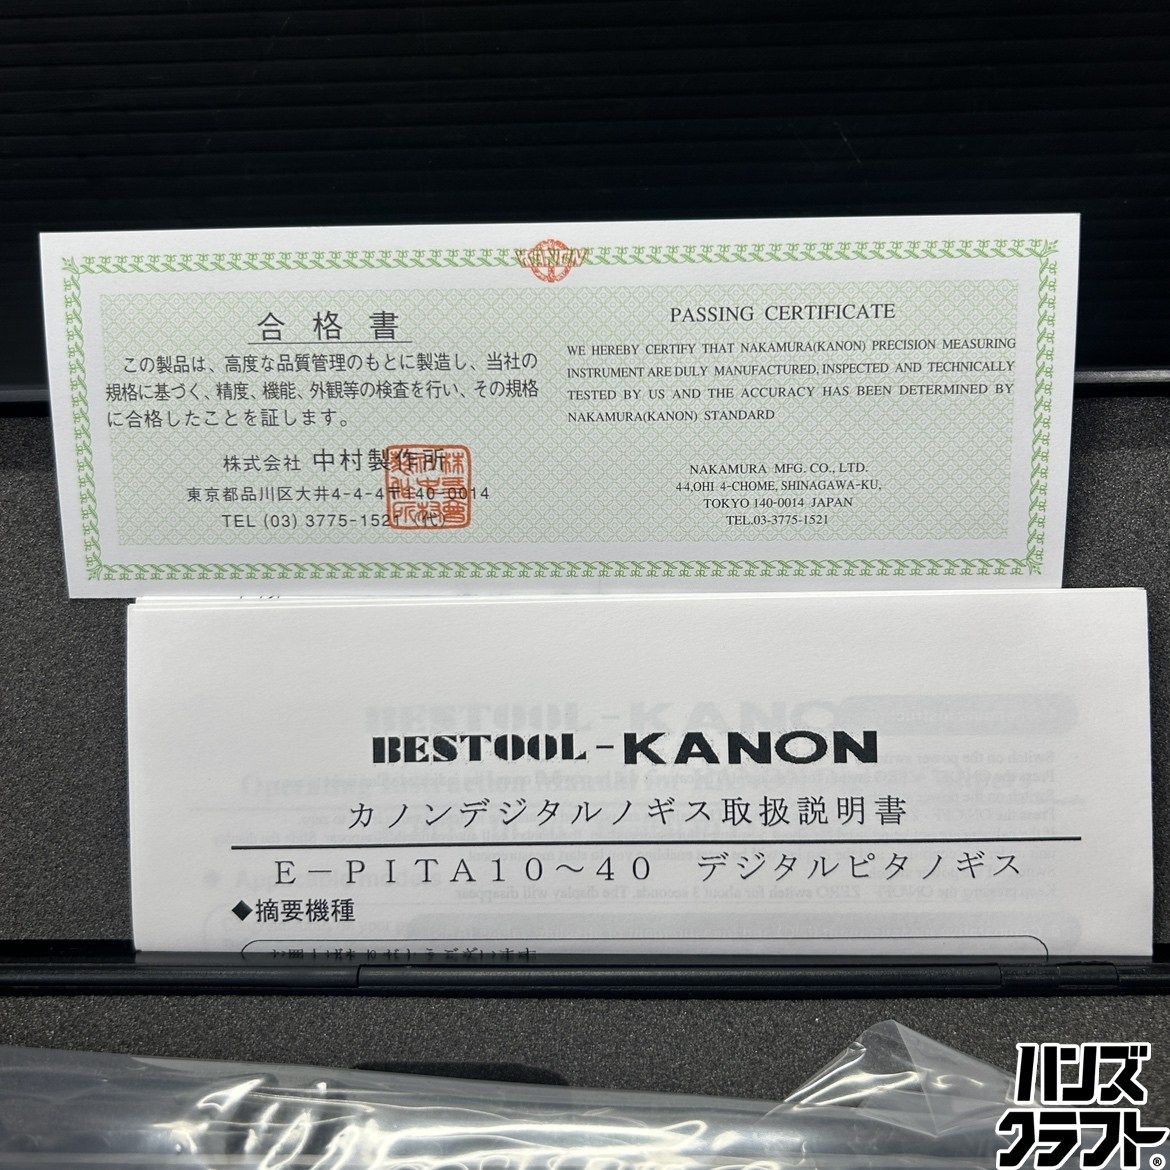 合格書
この製品は、高度な品質管理のもとに製造し、当社の
規格に基づく、精度、機能、外観等の検査を行い、その規格
に合格したことを証します。
株式会社 中村製作所
東京都品川区大井4-4-4〒140-0014
TEL (03) 3775-1521 (代)
PASSING CERTIFICATE
WE HEREBY CERTIFY THAT NAKAMURA(KANON) PRECISION MEASURING
INSTRUMENT ARE DULY MANUFACTURED, INSPECTED AND TECHNICALLY
TESTED BY US AND THE ACCURACY HAS BEEN DETERMINED BY
NAKAMURA(KANON) STANDARD
NAKAMURA MFG. CO., LTD.
44,OHI 4-CHOME, SHINAGAWA-KU,
TOKYO 140-0014 JAPAN
TEL.03-3775-1521
BESTOOL-KANON
カノンデジタルノギス取扱説明書
E-PITA10～40 デジタルピタノギス
◆摘要機種
ハンズ
クラフト®